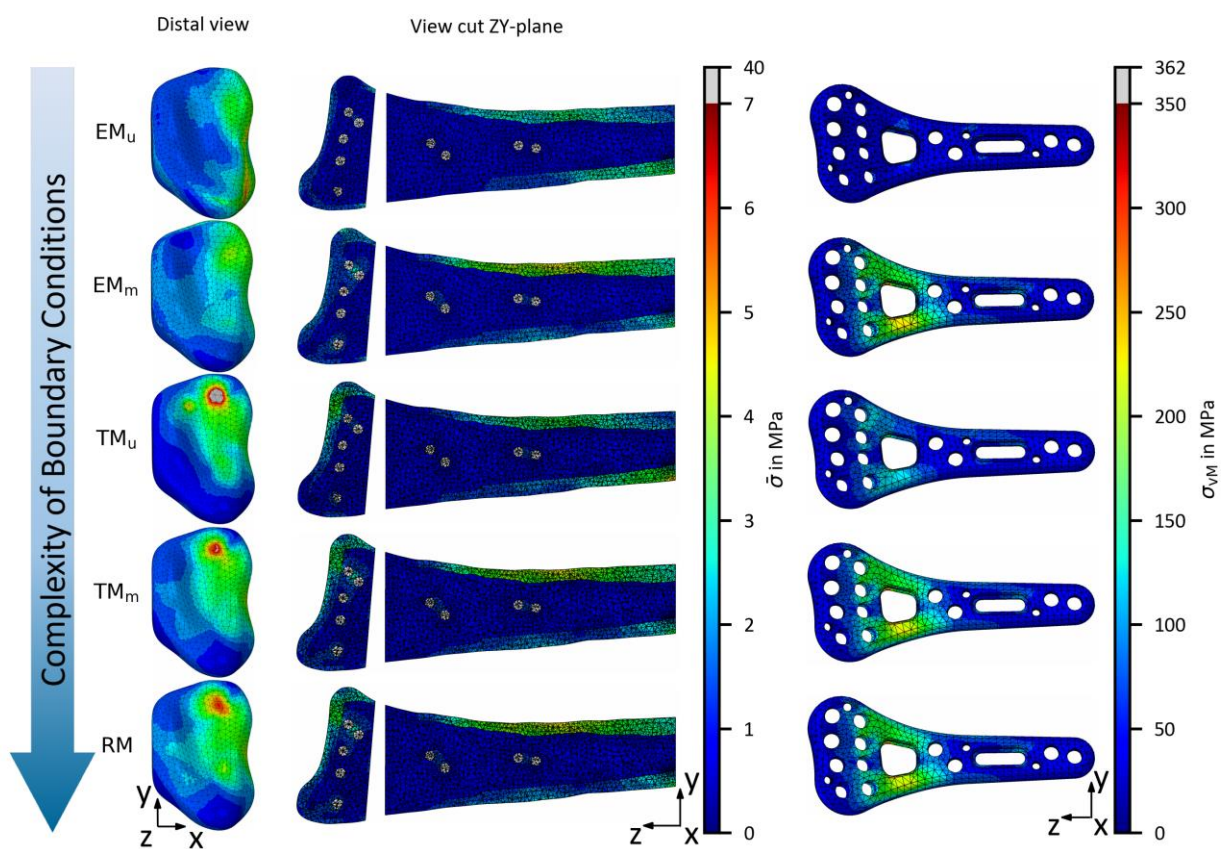 Distal view
View cut ZY-plane
Complexity of Boundary Conditions
EMu
EMm
TMu
TMm
RM
40
7
6
5
4
3
2
1
0
σ̄ in MPa
362
350
300
250
200
150
100
50
0
σvM in MPa
y
z
x
y
z
x
y
z
x